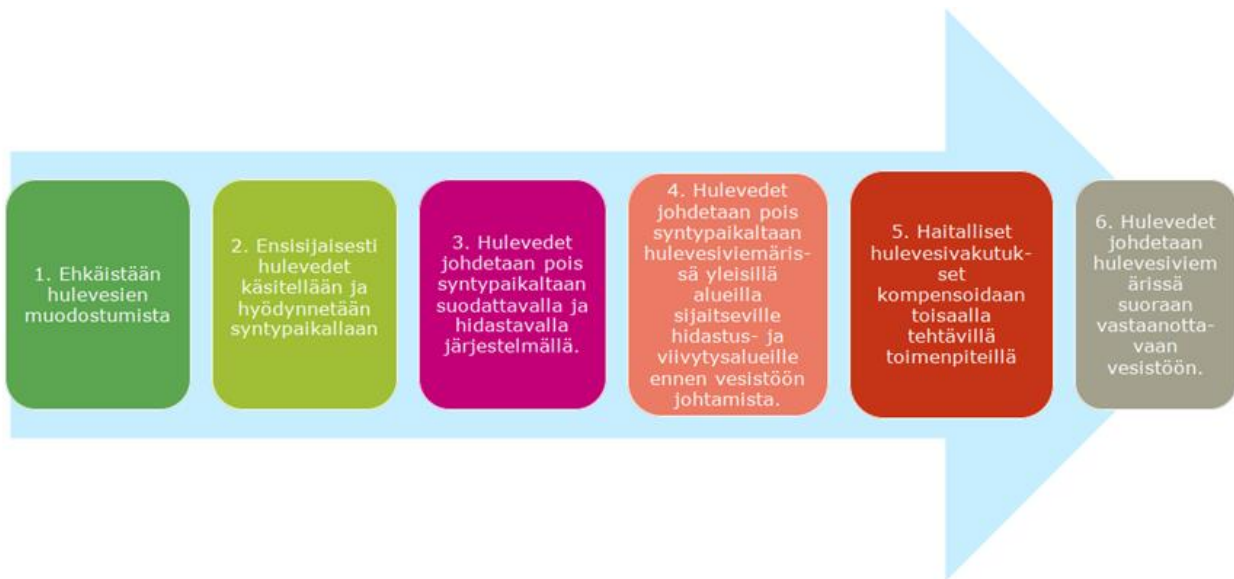 1. Ehkäistään
hulevesien
muodostumista
2. Ensisijaisesti
hulevedet
käsitellään ja
hyödynnetään
syntypaikallaan
3. Hulevedet
johdetaan pois
syntypaikaltaan
suodattavalla ja
hidastavalla
järjestelmällä.
4. Hulevedet
johdetaan pois
syntypaikaltaan
hulevesiviemäris-
sä yleisillä
alueilla
sijaitseville
hidastus- ja
viivytysalueille
ennen vesistöön
johtamista.
5. Haitalliset
hulevesivakutuk-
set
kompensoidaan
toisaalla
tehtävillä
toimenpiteillä
6. Hulevedet
johdetaan
hulevesiviem
ärissä
suoraan
vastaanotta-
vaan
vesistöön.